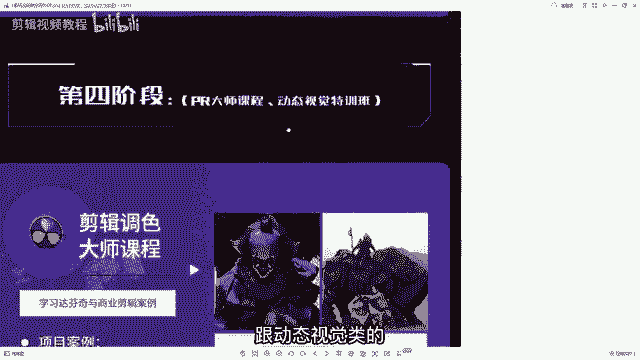 剪辑视频教程 bilibili
第四阶段：（PR大师课程、动态视觉特训班）
剪辑调色
大师课程
学习达芬奇与商业剪辑案例
项目案例：
跟动态视觉类的